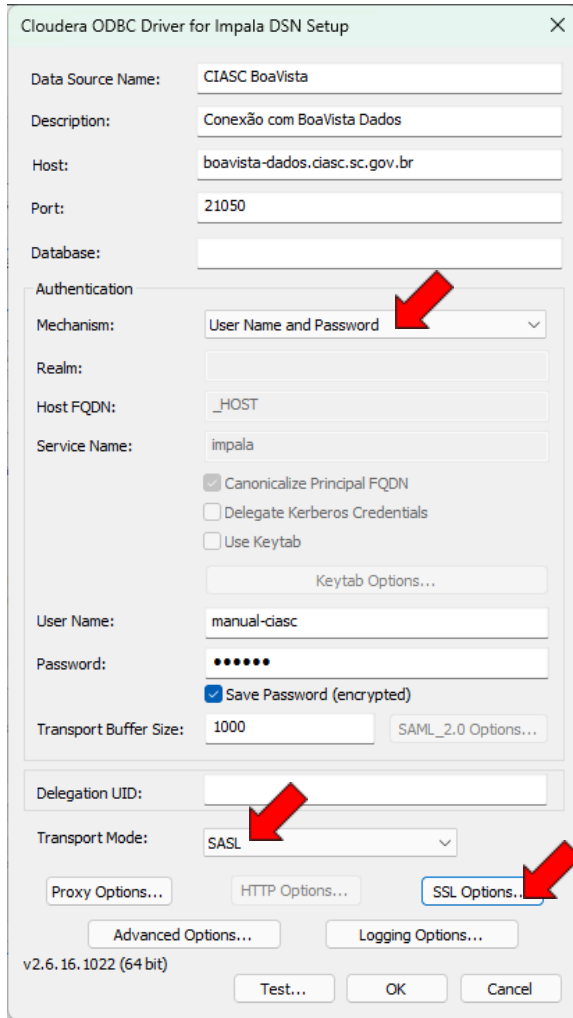 Cloudera ODBC Driver for Impala DSN Setup
Data Source Name: CIASC BoaVista
Description: Conexão com BoaVista Dados
Host: boavista-dados.ciasc.sc.gov.br
Port: 21050
Database:
Authentication
Mechanism: User Name and Password
Realm:
Host FQDN: _HOST
Service Name: impala
Canonicalize Principal FQDN
Delegate Kerberos Credentials
Use Keytab
Keytab Options...
User Name: manual-ciasc
Password: ●●●●●●
Save Password (encrypted)
Transport Buffer Size: 1000 SAML_2.0 Options...
Delegation UID:
Transport Mode: SASL
Proxy Options... HTTP Options... SSL Options...
Advanced Options... Logging Options...
v2.6.16.1022 (64 bit)
Test... OK Cancel